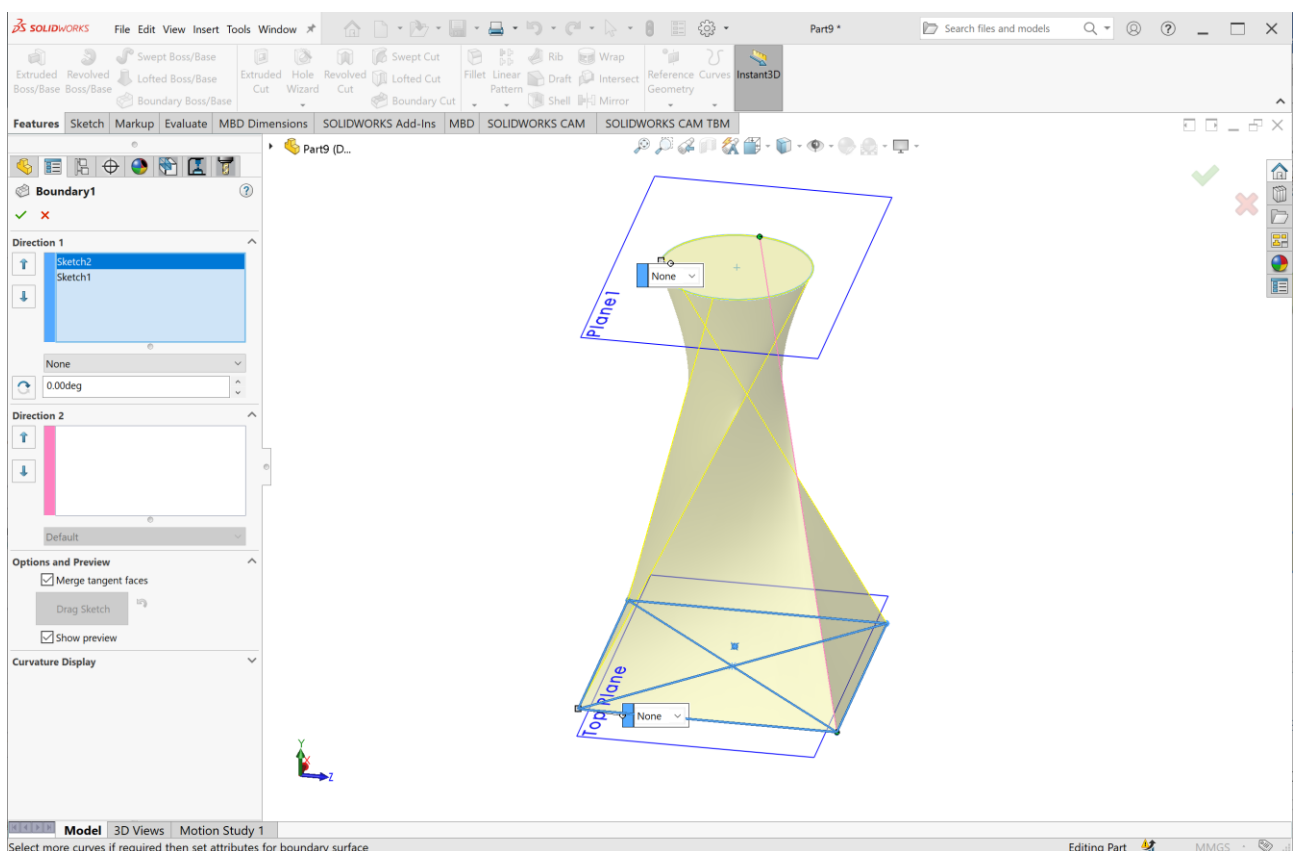 SOLIDWORKS File Edit View Insert Tools Window Part9 * Search files and models
Swept Boss/Base Swept Cut Rib Wrap
Extruded Boss/Base Revolved Boss/Base Lofted Boss/Base Extruded Cut Hole Wizard Revolved Cut Lofted Cut Fillet Linear Pattern Draft Intersect Reference Geometry Curves Instant3D
Boundary Boss/Base Boundary Cut Shell Mirror
Features Sketch Markup Evaluate MBD Dimensions SOLIDWORKS Add-Ins MBD SOLIDWORKS CAM SOLIDWORKS CAM TBM
Part9 (D...
Boundary1
Direction 1
Sketch2
Sketch1
None
0.00deg
Direction 2
Default
Options and Preview
Merge tangent faces
Drag Sketch
Show preview
Curvature Display
None
Plane1
Top Plane
None
Y
X
Z
Model 3D Views Motion Study 1
Select more curves if required then set attributes for boundary surface Editing Part MMGS